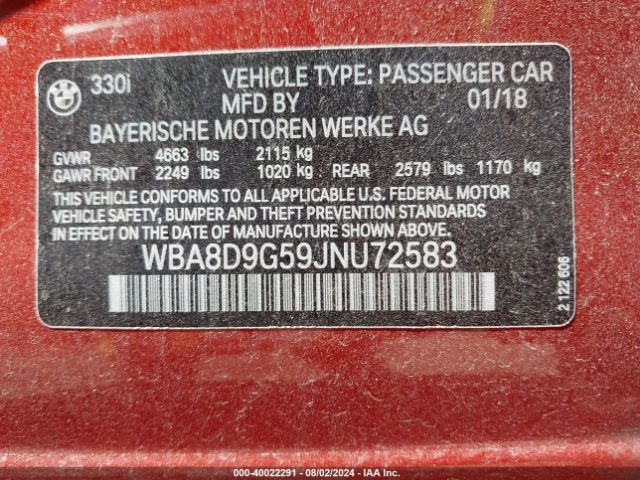 330i VEHICLE TYPE: PASSENGER CAR
MFD BY 01/18
BAYERISCHE MOTOREN WERKE AG
GVWR 4663 lbs 2115 kg
GAWR FRONT 2249 lbs 1020 kg REAR 2579 lbs 1170 kg
THIS VEHICLE CONFORMS TO ALL APPLICABLE U.S. FEDERAL MOTOR
VEHICLE SAFETY, BUMPER AND THEFT PREVENTION STANDARDS IN
EFFECT ON THE DATE OF MANUFACTURE SHOWN ABOVE.
WBA8D9G59JNU72583
2 122 606
000-40022291 - 08/02/2024 - IAA Inc.